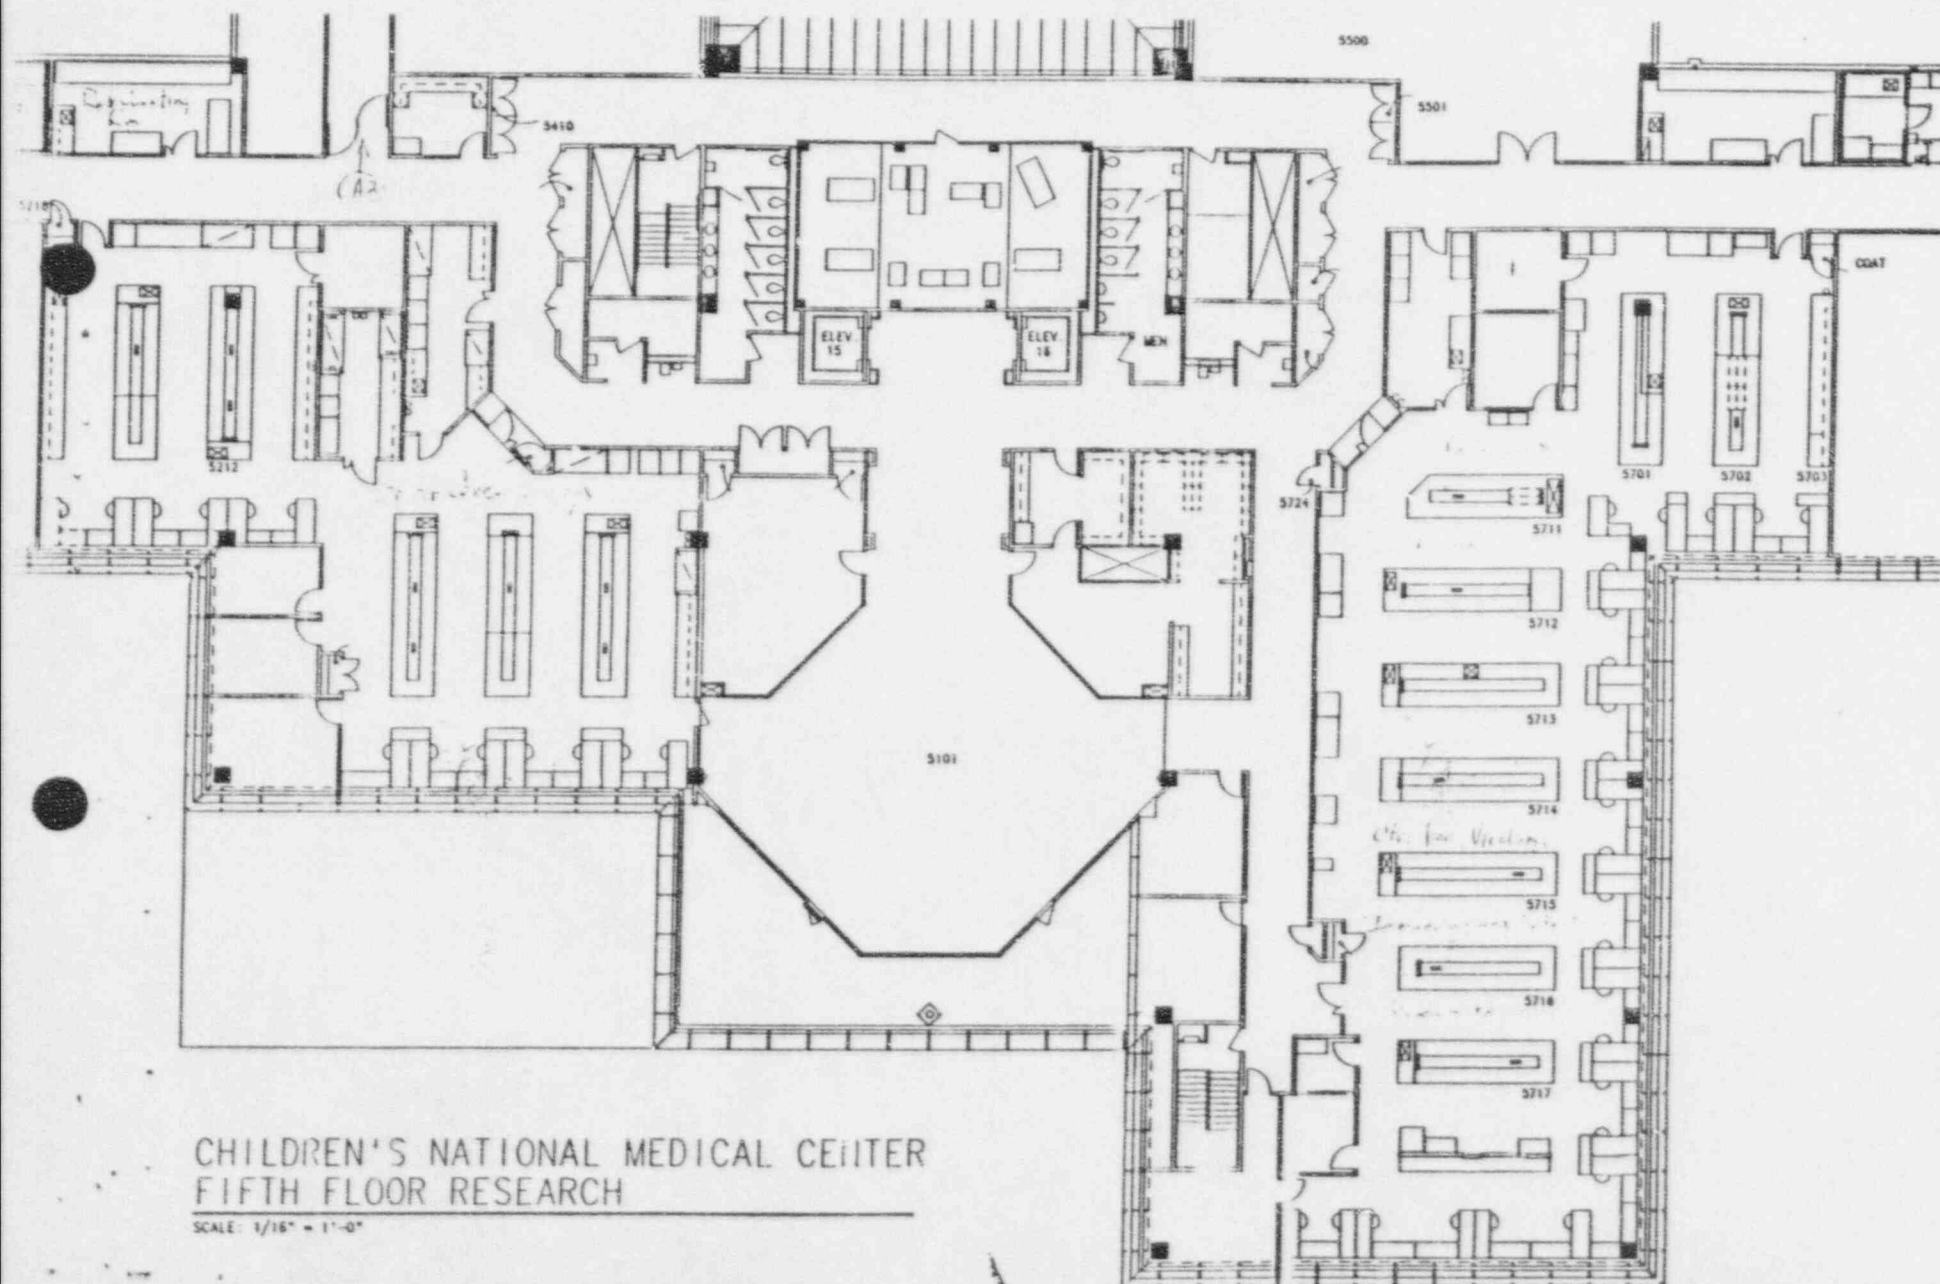 5500
5501
5410
COAT
ELEV.
15
ELEV.
16
MEN
5212
5701
5702
5703
5724
5711
5712
5713
5101
5714
5715
5716
5717
CHILDREN'S NATIONAL MEDICAL CENTER
FIFTH FLOOR RESEARCH
SCALE: 1/16" = 1'-0"